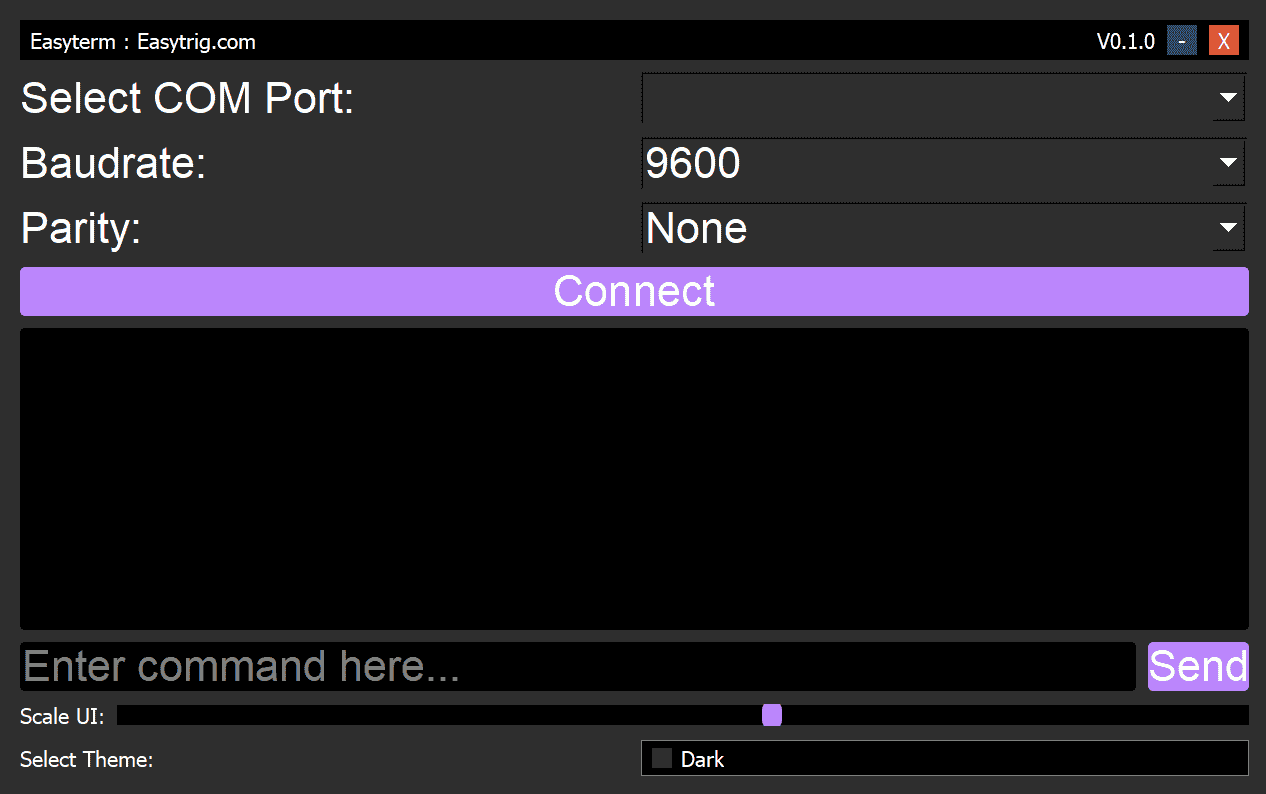 Easyterm : Easytrig.com V0.1.0 - X
Select COM Port:
Baudrate: 9600
Parity: None
Connect
Enter command here... Send
Scale UI:
Select Theme: Dark